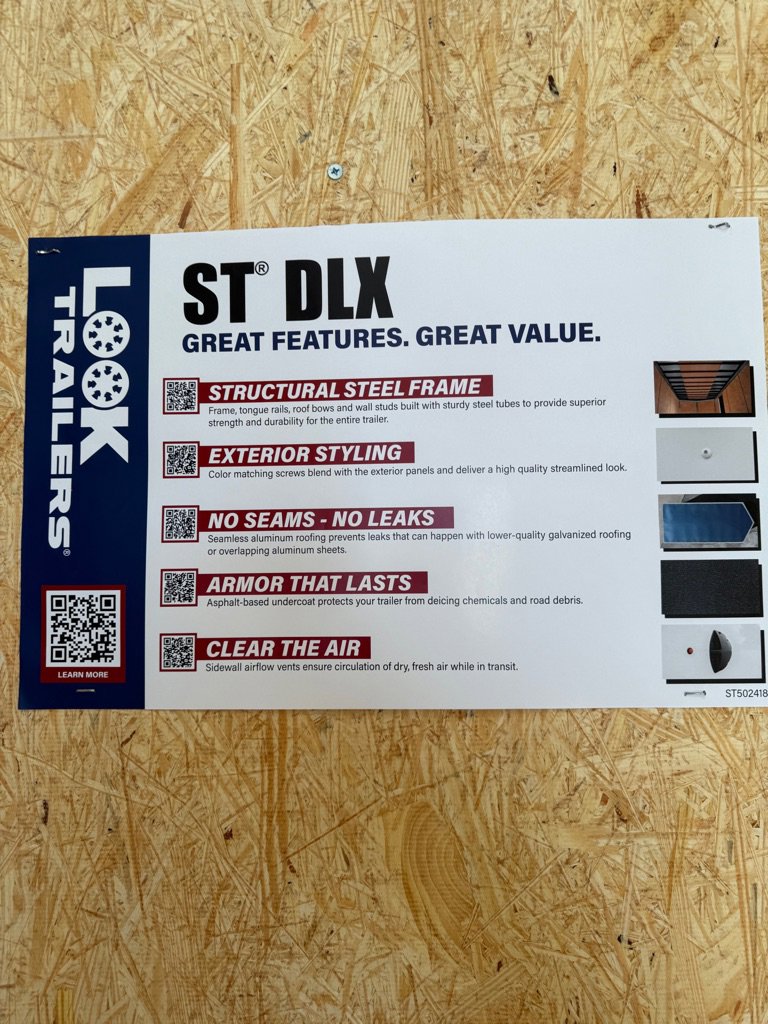 LOOK
TRAILERS®
LEARN MORE
ST® DLX
GREAT FEATURES. GREAT VALUE.
STRUCTURAL STEEL FRAME
Frame, tongue rails, roof bows and wall studs built with sturdy steel tubes to provide superior
strength and durability for the entire trailer.
EXTERIOR STYLING
Color matching screws blend with the exterior panels and deliver a high quality streamlined look.
NO SEAMS - NO LEAKS
Seamless aluminum roofing prevents leaks that can happen with lower-quality galvanized roofing
or overlapping aluminum sheets.
ARMOR THAT LASTS
Asphalt-based undercoat protects your trailer from deicing chemicals and road debris.
CLEAR THE AIR
Sidewall airflow vents ensure circulation of dry, fresh air while in transit.
ST502418